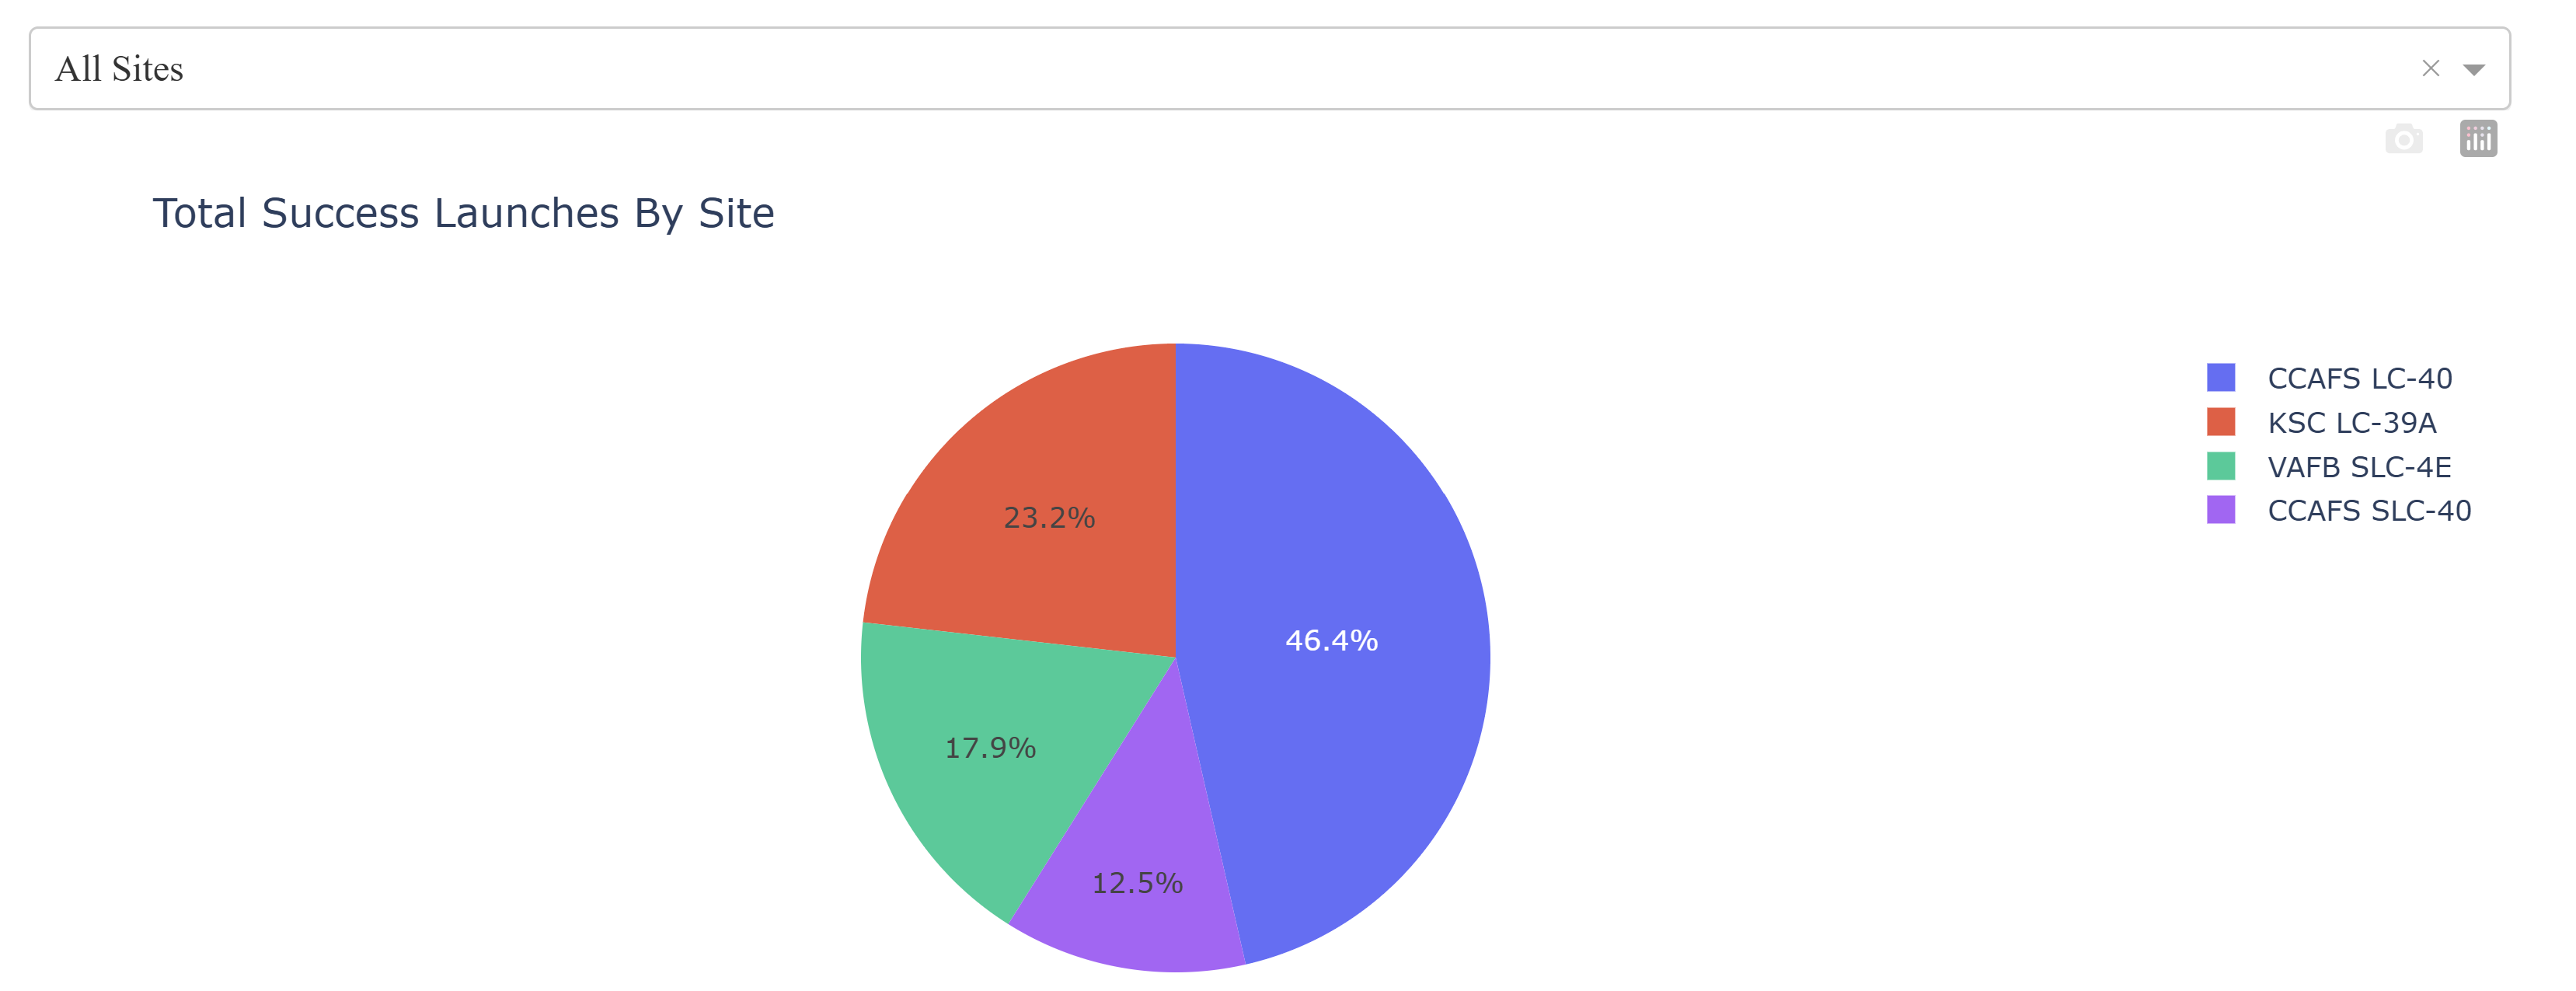 All Sites
Total Success Launches By Site
CCAFS LC-40
KSC LC-39A
VAFB SLC-4E
CCAFS SLC-40
23.2%
46.4%
17.9%
12.5%